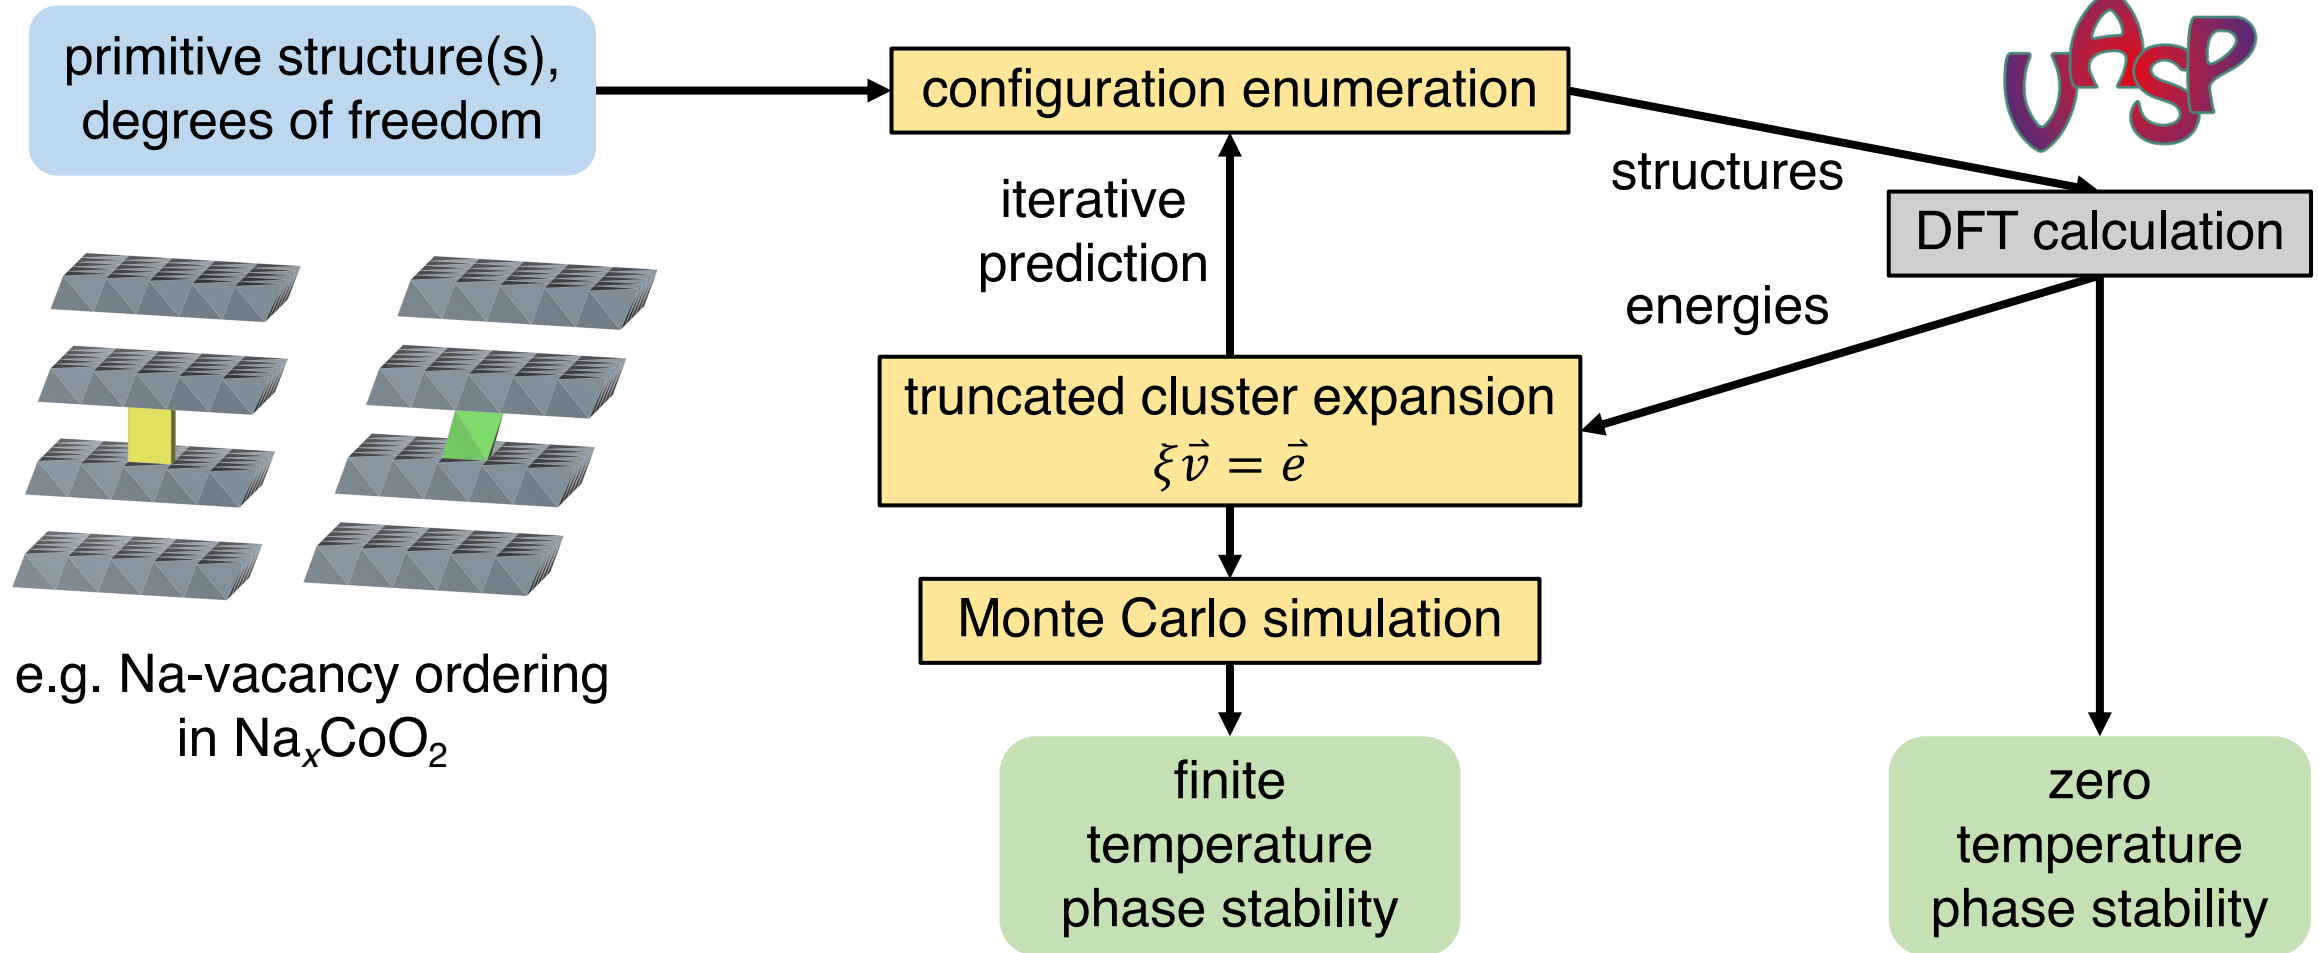 primitive structure(s),
degrees of freedom
configuration enumeration
VASP
structures
DFT calculation
iterative
prediction
energies
truncated cluster expansion
ξv⃗ = e⃗
Monte Carlo simulation
e.g. Na-vacancy ordering
in NaₓCoO₂
finite
temperature
phase stability
zero
temperature
phase stability